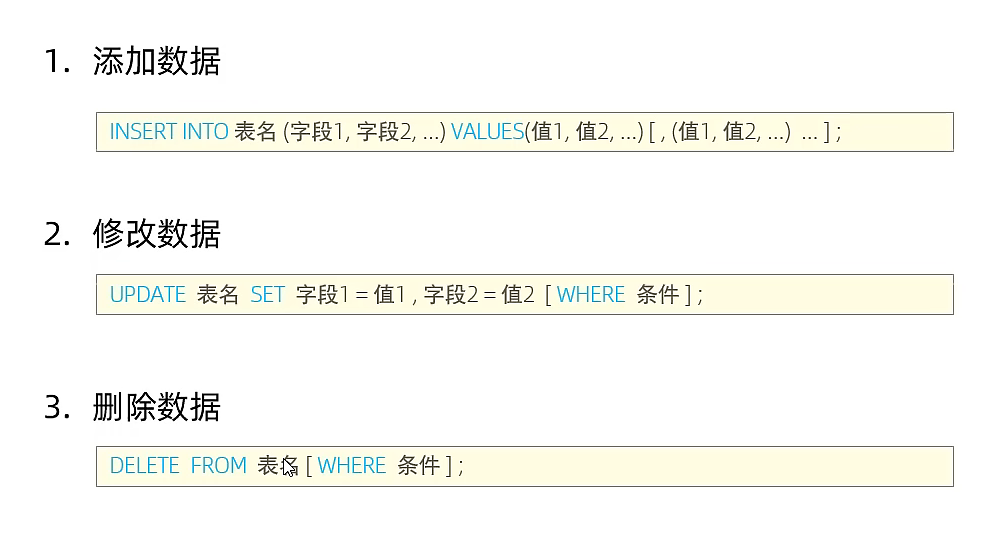 1. 添加数据
INSERT INTO 表名 (字段1, 字段2, ...) VALUES(值1, 值2, ...) [ , (值1, 值2, ...) ... ] ;
2. 修改数据
UPDATE 表名 SET 字段1 = 值1 , 字段2 = 值2 [ WHERE 条件 ] ;
3. 删除数据
DELETE FROM 表名 [ WHERE 条件 ] ;